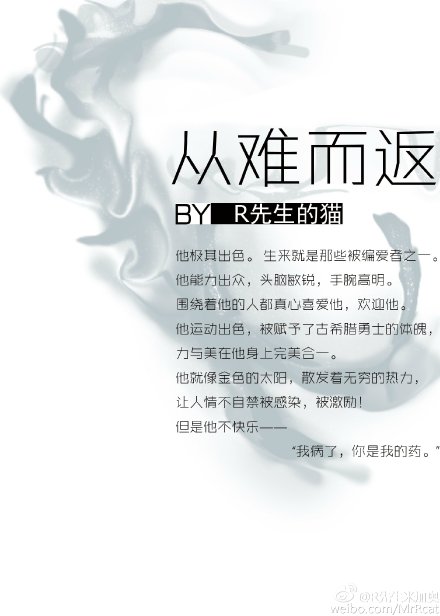 从难而返
BY R先生的猫
他极其出色。生来就是那些被编爱者之一。
他能力出众，头脑敏锐，手腕高明。
围绕着他的人都真心喜爱他，欢迎他。
他运动出色，被赋予了古希腊勇士的体魄，
力与美在他身上完美合一。
他就像金色的太阳，散发着无穷的热力，
让人情不自禁被感染，被激励！
但是他不快乐——
“我病了，你是我的药。”
weibo.com/MrRcat